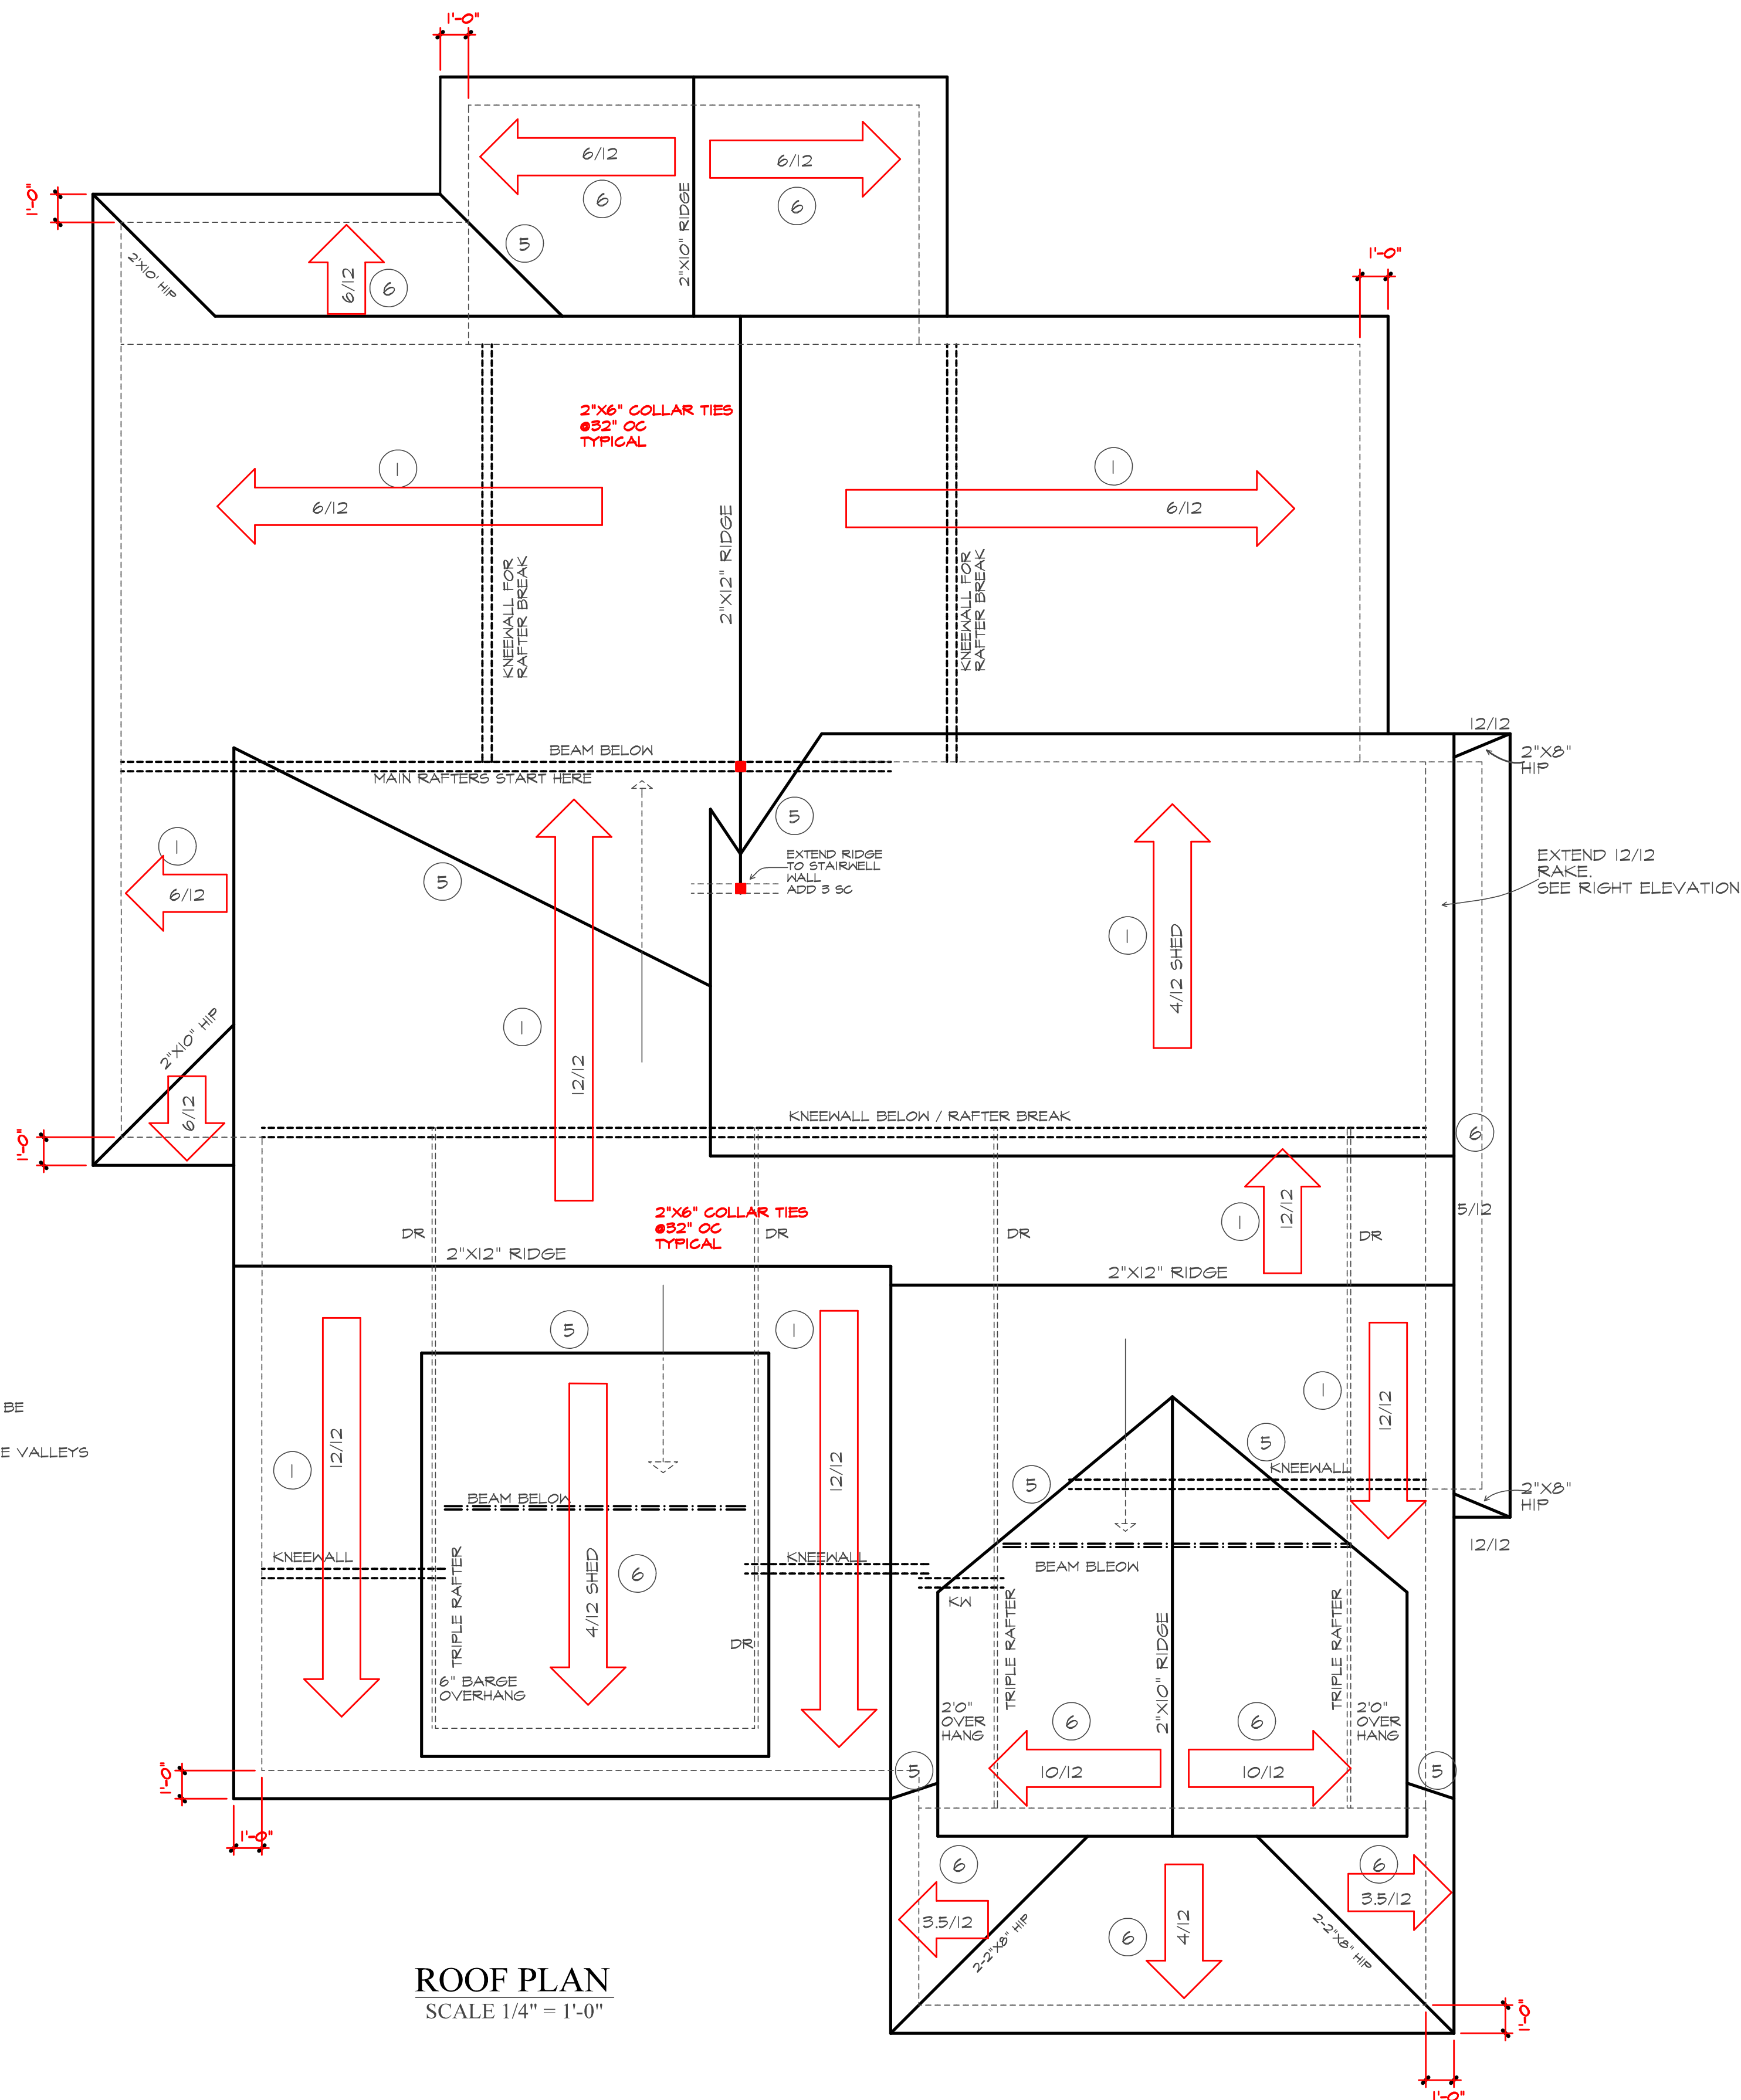 1'-0"
6/12
6/12
6
6
2"X10" RIDGE
5
1'-0"
2'X10' HIP
6/12
6
1'-0"
2"X6" COLLAR TIES
@32" OC
TYPICAL
1
1
6/12
6/12
2"X12" RIDGE
KNEEWALL FOR
RAFTER BREAK
KNEEWALL FOR
RAFTER BREAK
12/12
2"X8"
HIP
BEAM BELOW
MAIN RAFTERS START HERE
5
1
6/12
5
EXTEND RIDGE
TO STAIRWELL
WALL
ADD 3 SC
EXTEND 12/12
RAKE.
SEE RIGHT ELEVATION
1
4/12 SHED
2"X10" HIP
1
12/12
6/12
1'-0"
KNEEWALL BELOW / RAFTER BREAK
6
2"X6" COLLAR TIES
@32" OC
TYPICAL
DR
DR
DR
DR
1
12/12
5/12
2"X12" RIDGE
2"X12" RIDGE
5
1
1
12/12
BE
E VALLEYS
1
12/12
12/12
5
5
KNEEWALL
2"X8"
HIP
12/12
BEAM BELOW
KNEEWALL
KNEEWALL
BEAM BLEOW
TRIPLE RAFTER
4/12 SHED
6
KW
TRIPLE RAFTER
2"X10" RIDGE
TRIPLE RAFTER
DR
6" BARGE
OVERHANG
2'0"
OVER
HANG
2'0"
OVER
HANG
6
6
10/12
10/12
5
5
1'-0"
1'-0"
6
6
3.5/12
3.5/12
4/12
6
2-2"X8" HIP
2-2"X8" HIP
ROOF PLAN
SCALE 1/4" = 1'-0"
1'-0"
1'-0"